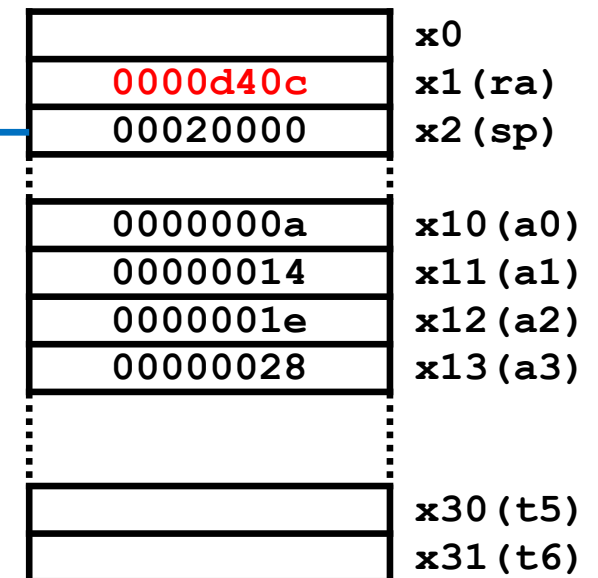 x0
0000d40c x1(ra)
00020000 x2(sp)
0000000a x10(a0)
00000014 x11(a1)
0000001e x12(a2)
00000028 x13(a3)
x30(t5)
x31(t6)